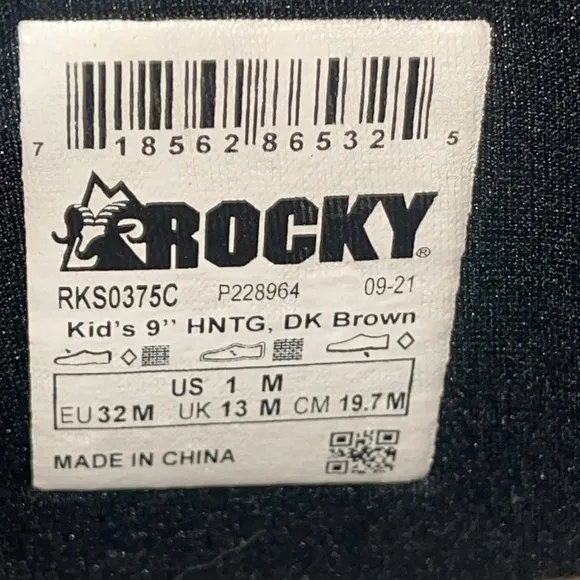 7 18562 86532 5
ROCKY®
RKS0375C P228964 09-21
Kid's 9" HNTG, DK Brown
US 1 M
EU 32 M UK 13 M CM 19.7 M
MADE IN CHINA